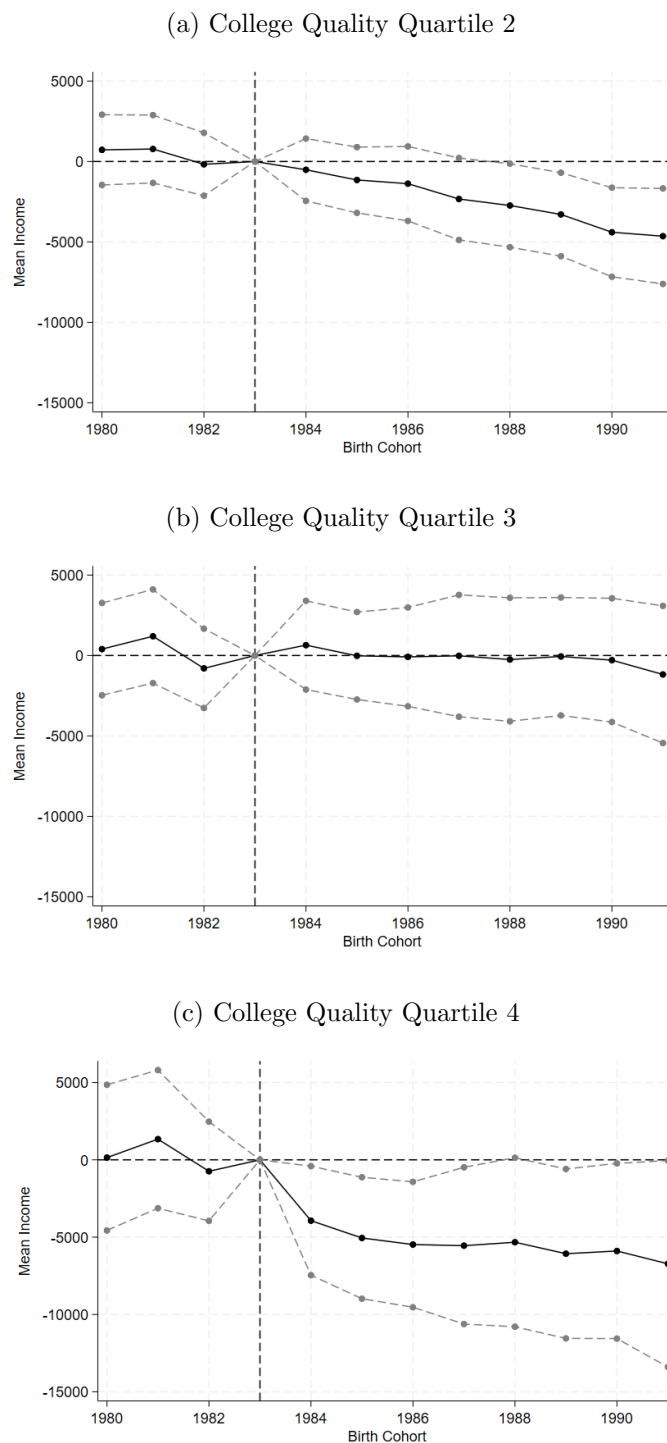 (a) College Quality Quartile 2
5000
0
-5000
-10000
-15000
Mean Income
1980 1982 1984 1986 1988 1990
Birth Cohort
(b) College Quality Quartile 3
5000
0
-5000
-10000
-15000
Mean Income
1980 1982 1984 1986 1988 1990
Birth Cohort
(c) College Quality Quartile 4
5000
0
-5000
-10000
-15000
Mean Income
1980 1982 1984 1986 1988 1990
Birth Cohort